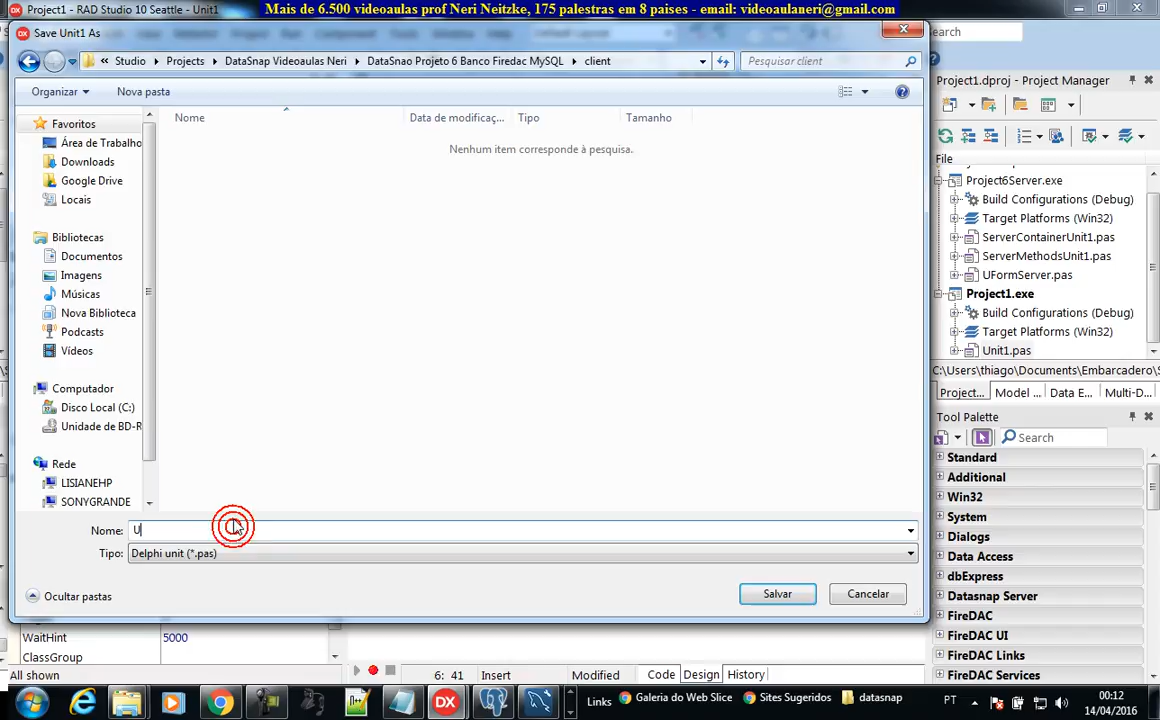 Project1 - RAD Studio 10 Seattle - Unit1
Mais de 6.500 videoaulas prof Neri Neitzke, 175 palestras em 8 paises - email: videoaulaneri@gmail.com
Save Unit1 As
Studio
Projects
DataSnap Videoaulas Neri
DataSnao Projeto 6 Banco Firedac MySQL
client
Pesquisar client
Organizar
Nova pasta
Favoritos
Área de Trabalho
Downloads
Google Drive
Locais
Bibliotecas
Documentos
Imagens
Músicas
Nova Biblioteca
Podcasts
Vídeos
Computador
Disco Local (C:)
Unidade de BD-R
Rede
LISIANEHP
SONYGRANDE
Nome
Data de modificaç...
Tipo
Tamanho
Nenhum item corresponde à pesquisa.
Nome: U
Tipo: Delphi unit (*.pas)
Ocultar pastas
Salvar
Cancelar
earch
Project1.dproj - Project Manager
File
Project6Server.exe
Build Configurations (Debug)
Target Platforms (Win32)
ServerContainerUnit1.pas
ServerMethodsUnit1.pas
UFormServer.pas
Project1.exe
Build Configurations (Debug)
Target Platforms (Win32)
Unit1.pas
C:\Users\thiago\Documents\Embarcadero\S
Project...
Model ...
Data E...
Multi-D...
Tool Palette
Search
Standard
Additional
Win32
System
Dialogs
Data Access
dbExpress
Datasnap Server
FireDAC
FireDAC UI
FireDAC Links
FireDAC Services
WaitHint 5000
ClassGroup
All shown
6: 41
Insert
Modified
Code
Design
History
Links
Galeria do Web Slice
Sites Sugeridos
datasnap
PT
00:12
14/04/2016